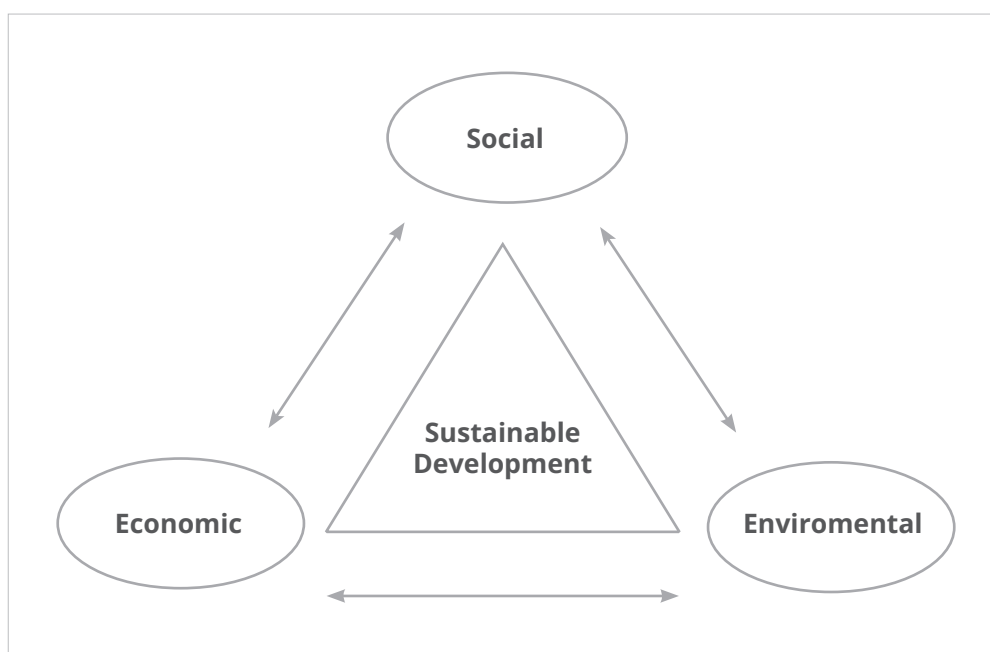 Social
Sustainable
Development
Economic
Enviromental